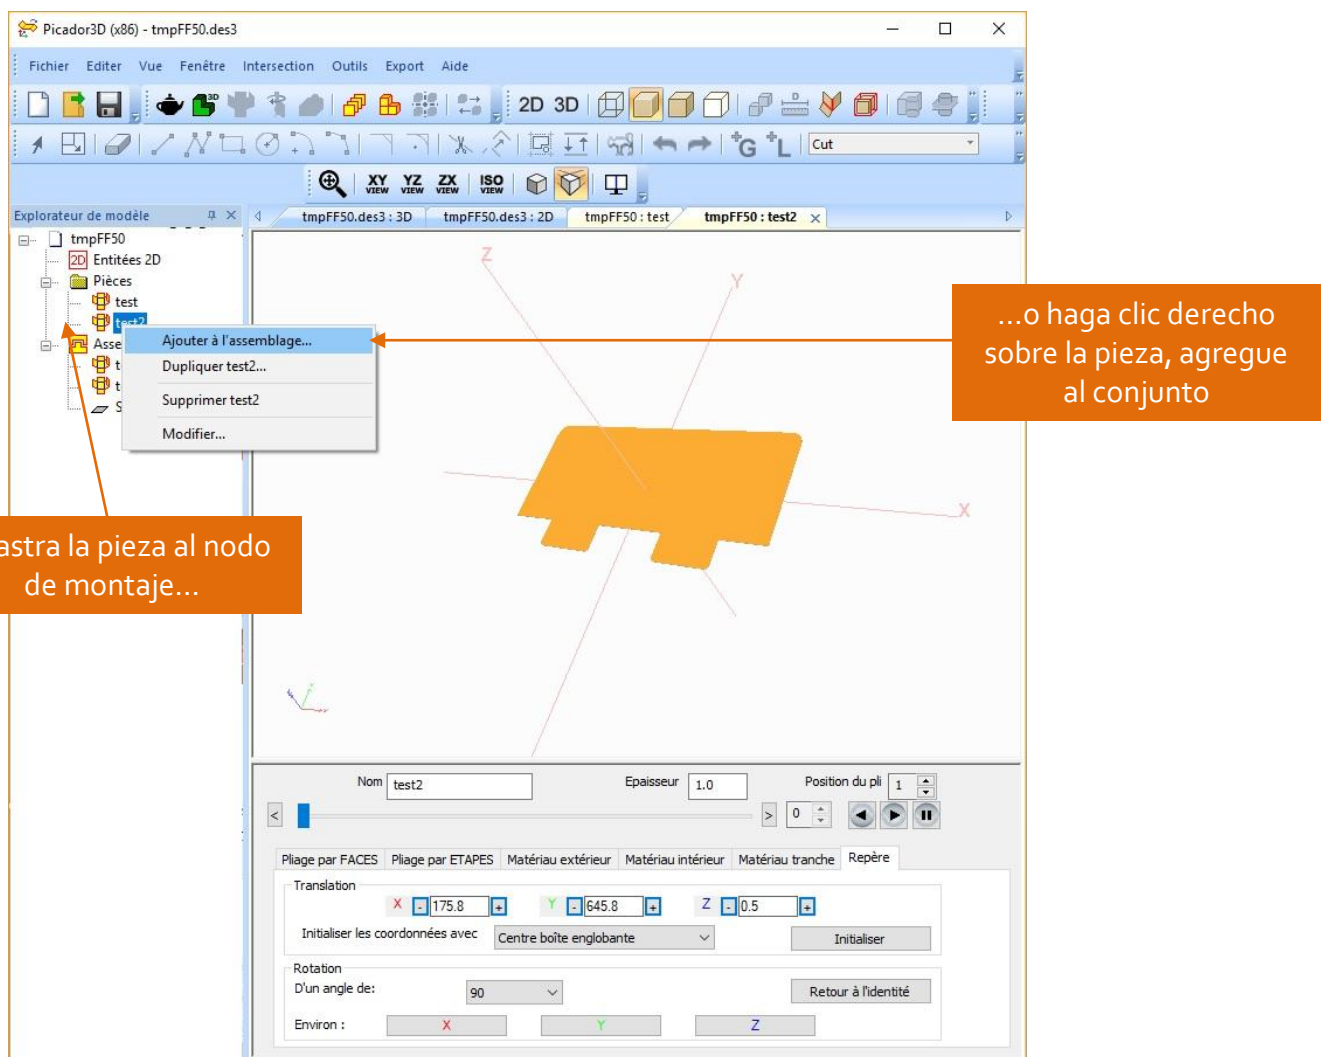 Picador3D (x86) - tmpFF50.des3
Fichier Editer Vue Fenêtre Intersection Outils Export Aide
3D 2D 3D
+G +L Cut
XY VIEW YZ VIEW ZX VIEW ISO VIEW
Explorateur de modèle
tmpFF50.des3 : 3D tmpFF50.des3 : 2D tmpFF50 : test tmpFF50 : test2
tmpFF50
2D Entitées 2D
Pièces
test
test2
Asse
t
t
S
Ajouter à l'assemblage...
Dupliquer test2...
Supprimer test2
Modifier...
Z
Y
X
...o haga clic derecho
sobre la pieza, agregue
al conjunto
astra la pieza al nodo
de montaje...
Nom test2 Epaisseur 1.0 Position du pli 1
< > 0
Pliage par FACES Pliage par ETAPES Matériau extérieur Matériau intérieur Matériau tranche Repère
Translation
X - 175.8 + Y - 645.8 + Z - 0.5 +
Initialiser les coordonnées avec Centre boîte englobante Initialiser
Rotation
D'un angle de: 90 Retour à l'identité
Environ : X Y Z